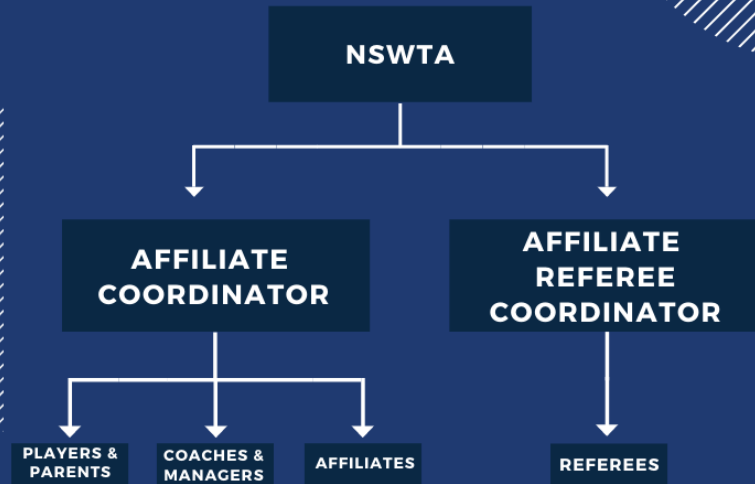 NSWTA
AFFILIATE
COORDINATOR
AFFILIATE
REFEREE
COORDINATOR
PLAYERS &
PARENTS
COACHES &
MANAGERS
AFFILIATES
REFEREES